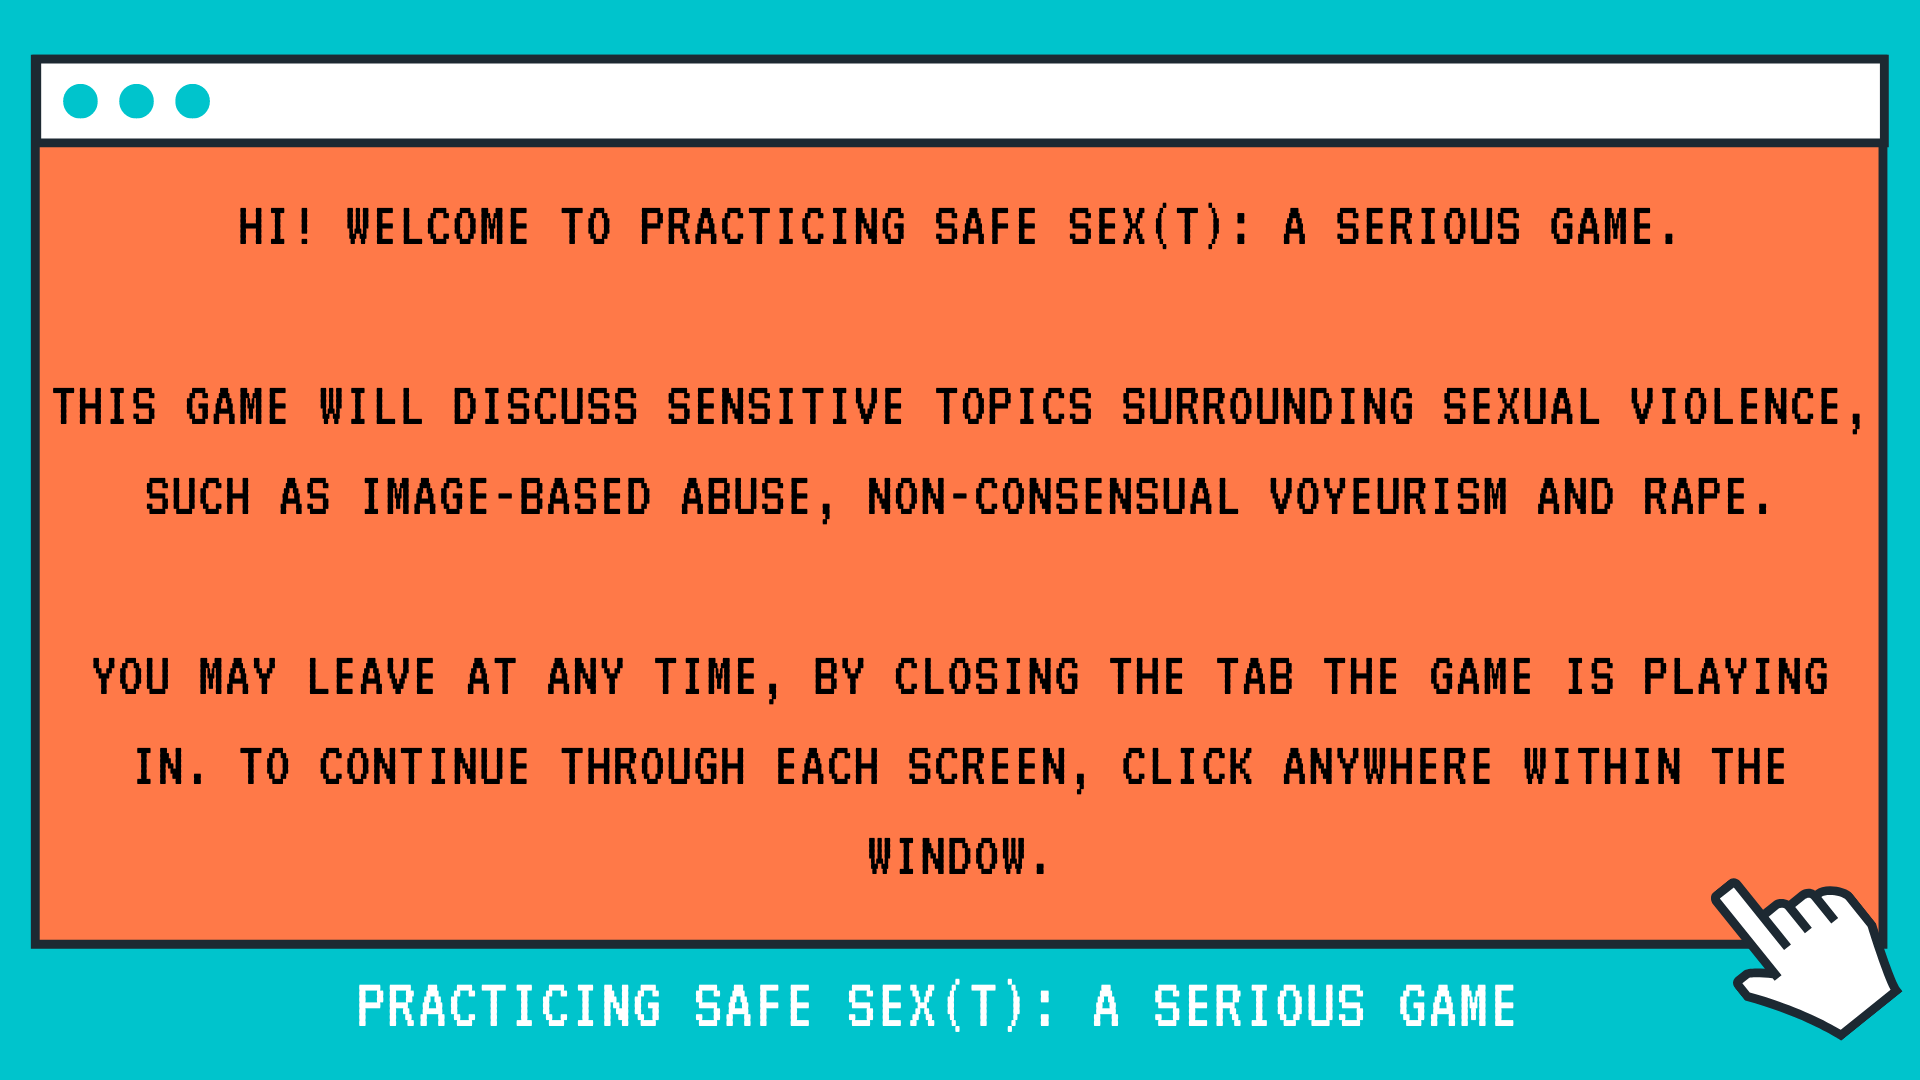 HI! WELCOME TO PRACTICING SAFE SEX(T): A SERIOUS GAME.
THIS GAME WILL DISCUSS SENSITIVE TOPICS SURROUNDING SEXUAL VIOLENCE,
SUCH AS IMAGE-BASED ABUSE, NON-CONSENSUAL VOYEURISM AND RAPE.
YOU MAY LEAVE AT ANY TIME, BY CLOSING THE TAB THE GAME IS PLAYING
IN. TO CONTINUE THROUGH EACH SCREEN, CLICK ANYWHERE WITHIN THE
WINDOW.
PRACTICING SAFE SEX(T): A SERIOUS GAME